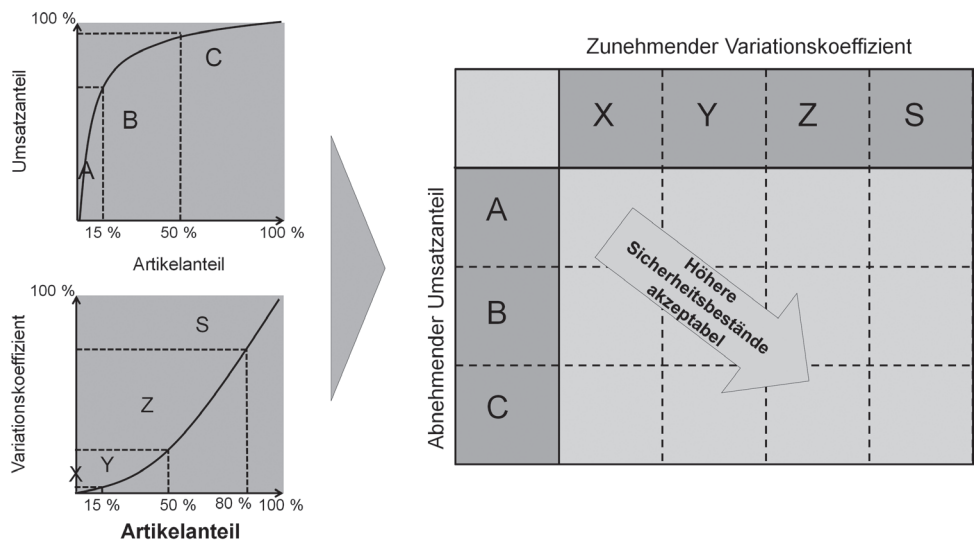 100 %
Umsatzanteil
A
B
C
15 %
50 %
100 %
Artikelanteil
100 %
Variationskoeffizient
X
Y
Z
S
15 %
50 %
80 %
100 %
Artikelanteil
Zunehmender Variationskoeffizient
X
Y
Z
S
Abnehmender Umsatzanteil
A
B
C
Höhere
Sicherheitsbestände
akzeptabel